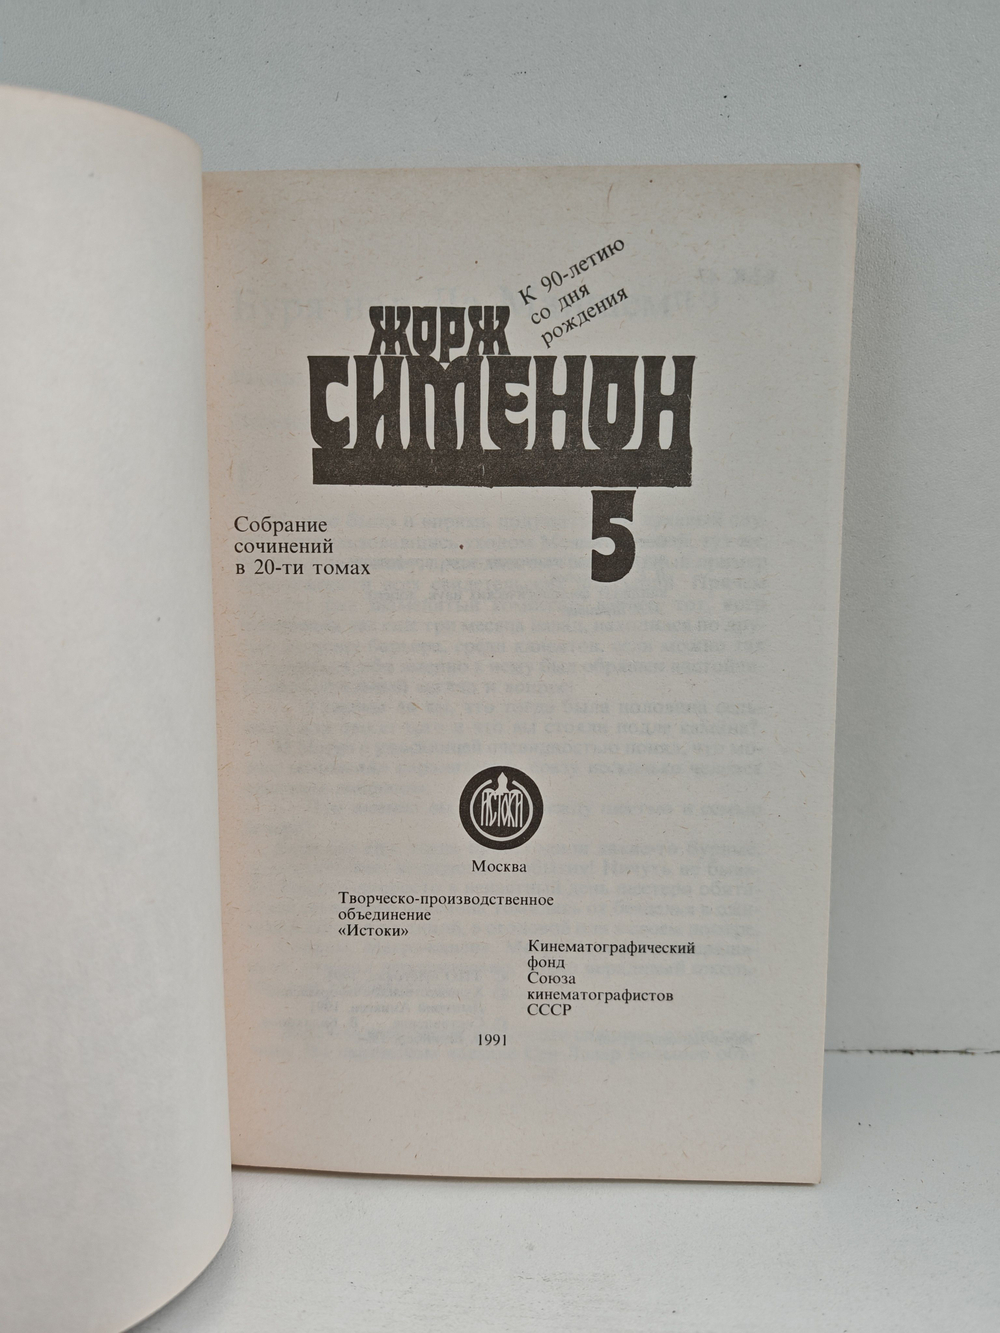 К 90-летию
со дня
рождения
ЖОРЖ
СИМЕНОН
5
Собрание
сочинений
в 20-ти томах
ИСТОКИ
Москва
Творческо-производственное
объединение
«Истоки»
Кинематографический
фонд
Союза
кинематографистов
СССР
1991